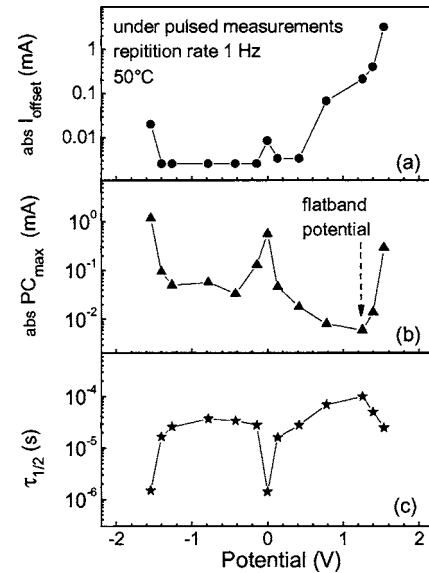 under pulsed measurements
repitition rate 1 Hz
50°C
abs I_offset (mA)
1
0.1
0.01
(a)
abs PC_max (mA)
10^0
10^-1
10^-2
flatband
potential
(b)
τ_1/2 (s)
10^-4
10^-5
10^-6
(c)
-2 -1 0 1 2
Potential (V)